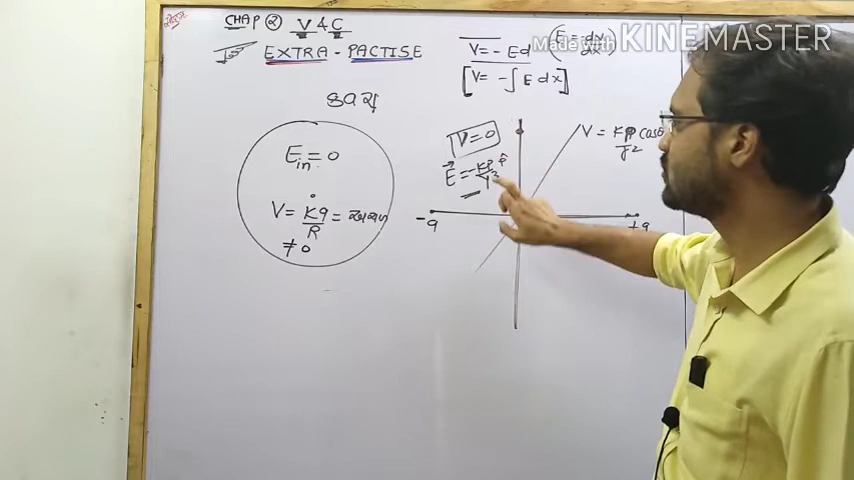 CHAP ② V & C
EXTRA - PACTISE
V = - Ed (E = -dv/dx)
[V = - ∫ E dx]
Made with KINEMASTER
E in = 0
V = Kq/R =
≠ 0
V=0
E⃗ = -KP/r³ P̂
V = KP cosθ/r²
-q
+q